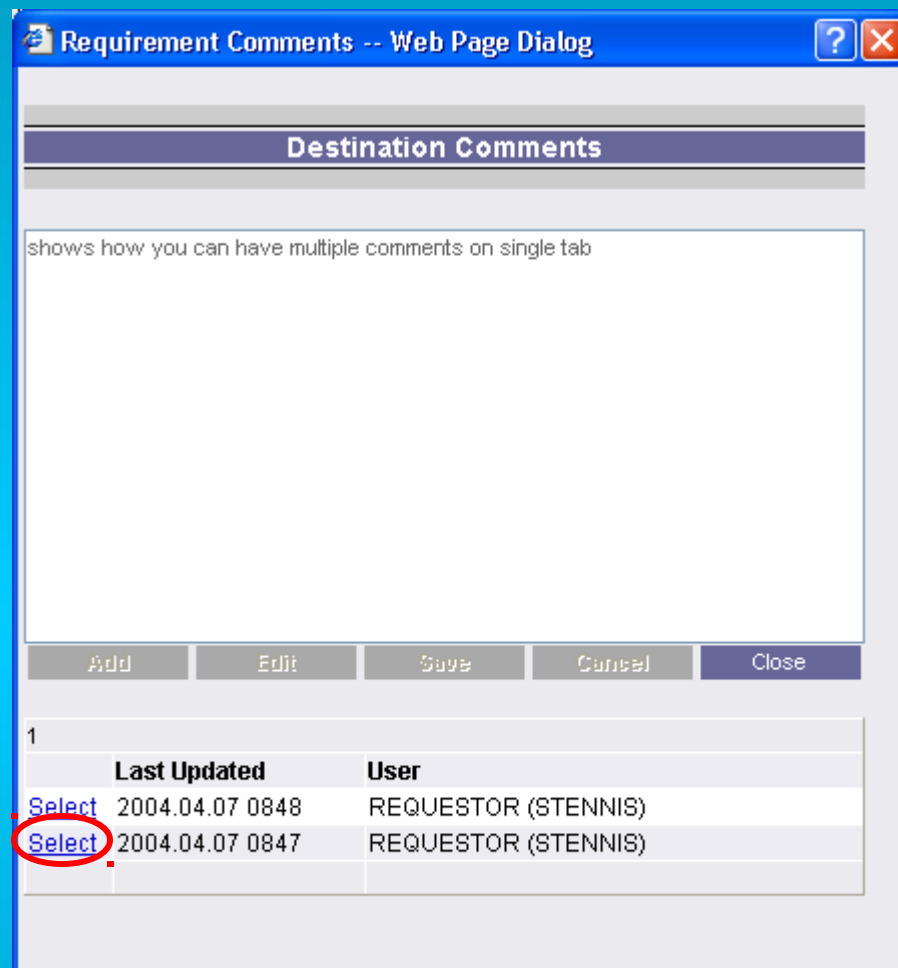 Requirement Comments -- Web Page Dialog
Destination Comments
shows how you can have multiple comments on single tab
Add Edit Save Cancel Close
1
Last Updated User
Select 2004.04.07 0848 REQUESTOR (STENNIS)
Select 2004.04.07 0847 REQUESTOR (STENNIS)